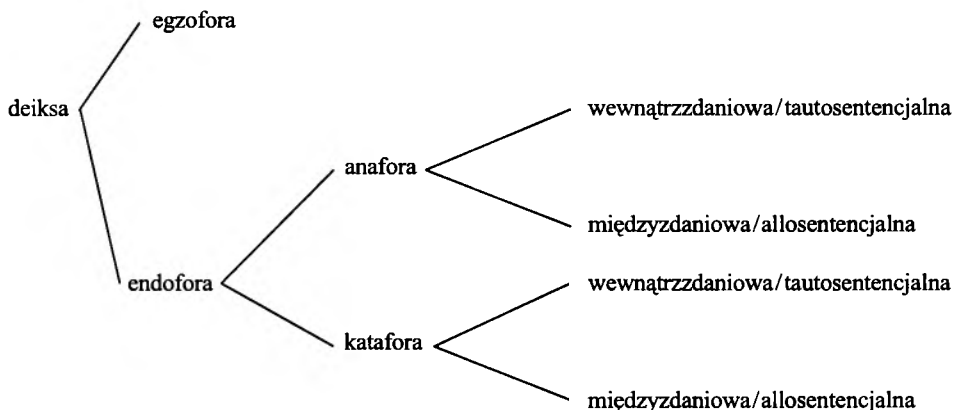 egzofora
deiksa
wewnątrzzdaniowa/tautosentencjalna
anafora
międzyzdaniowa/allosentencjalna
endofora
wewnątrzzdaniowa/tautosentencjalna
katafora
międzyzdaniowa/allosentencjalna